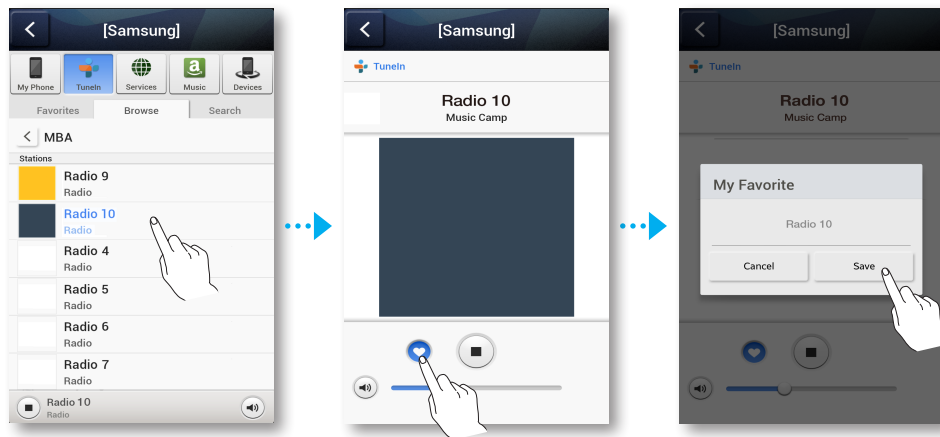 [Samsung]
My Phone
TuneIn
Services
a
Music
Devices
Favorites
Browse
Search
MBA
Stations
Radio 9
Radio
Radio 10
Radio
Radio 4
Radio
Radio 5
Radio
Radio 6
Radio
Radio 7
Radio
Radio 10
Radio
[Samsung]
TuneIn
Radio 10
Music Camp
[Samsung]
TuneIn
Radio 10
Music Camp
My Favorite
Radio 10
Cancel
Save